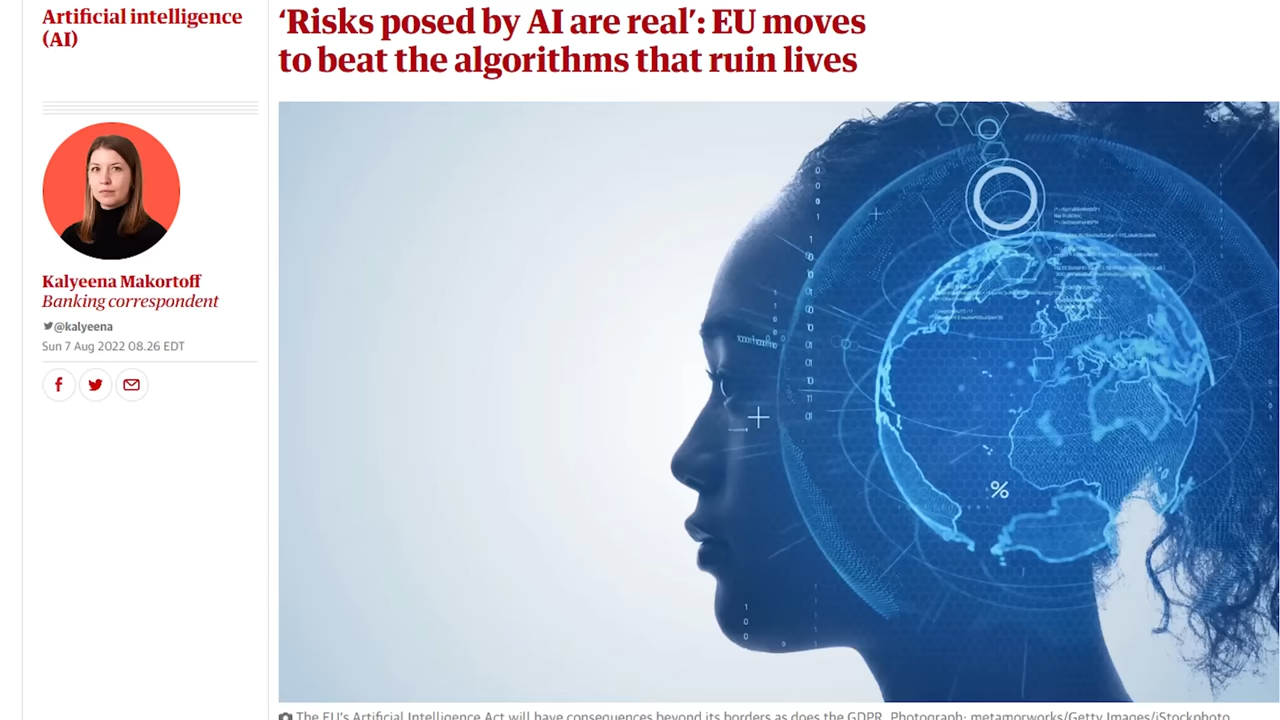 Artificial intelligence
(AI)
‘Risks posed by AI are real’: EU moves
to beat the algorithms that ruin lives
Kalyeena Makortoff
Banking correspondent
@kalyeena
Sun 7 Aug 2022 08.26 EDT
%
The EU's Artificial Intelligence Act will have consequences beyond its borders as does the GDPR. Photograph: metamorworks/Getty Images/iStockphoto